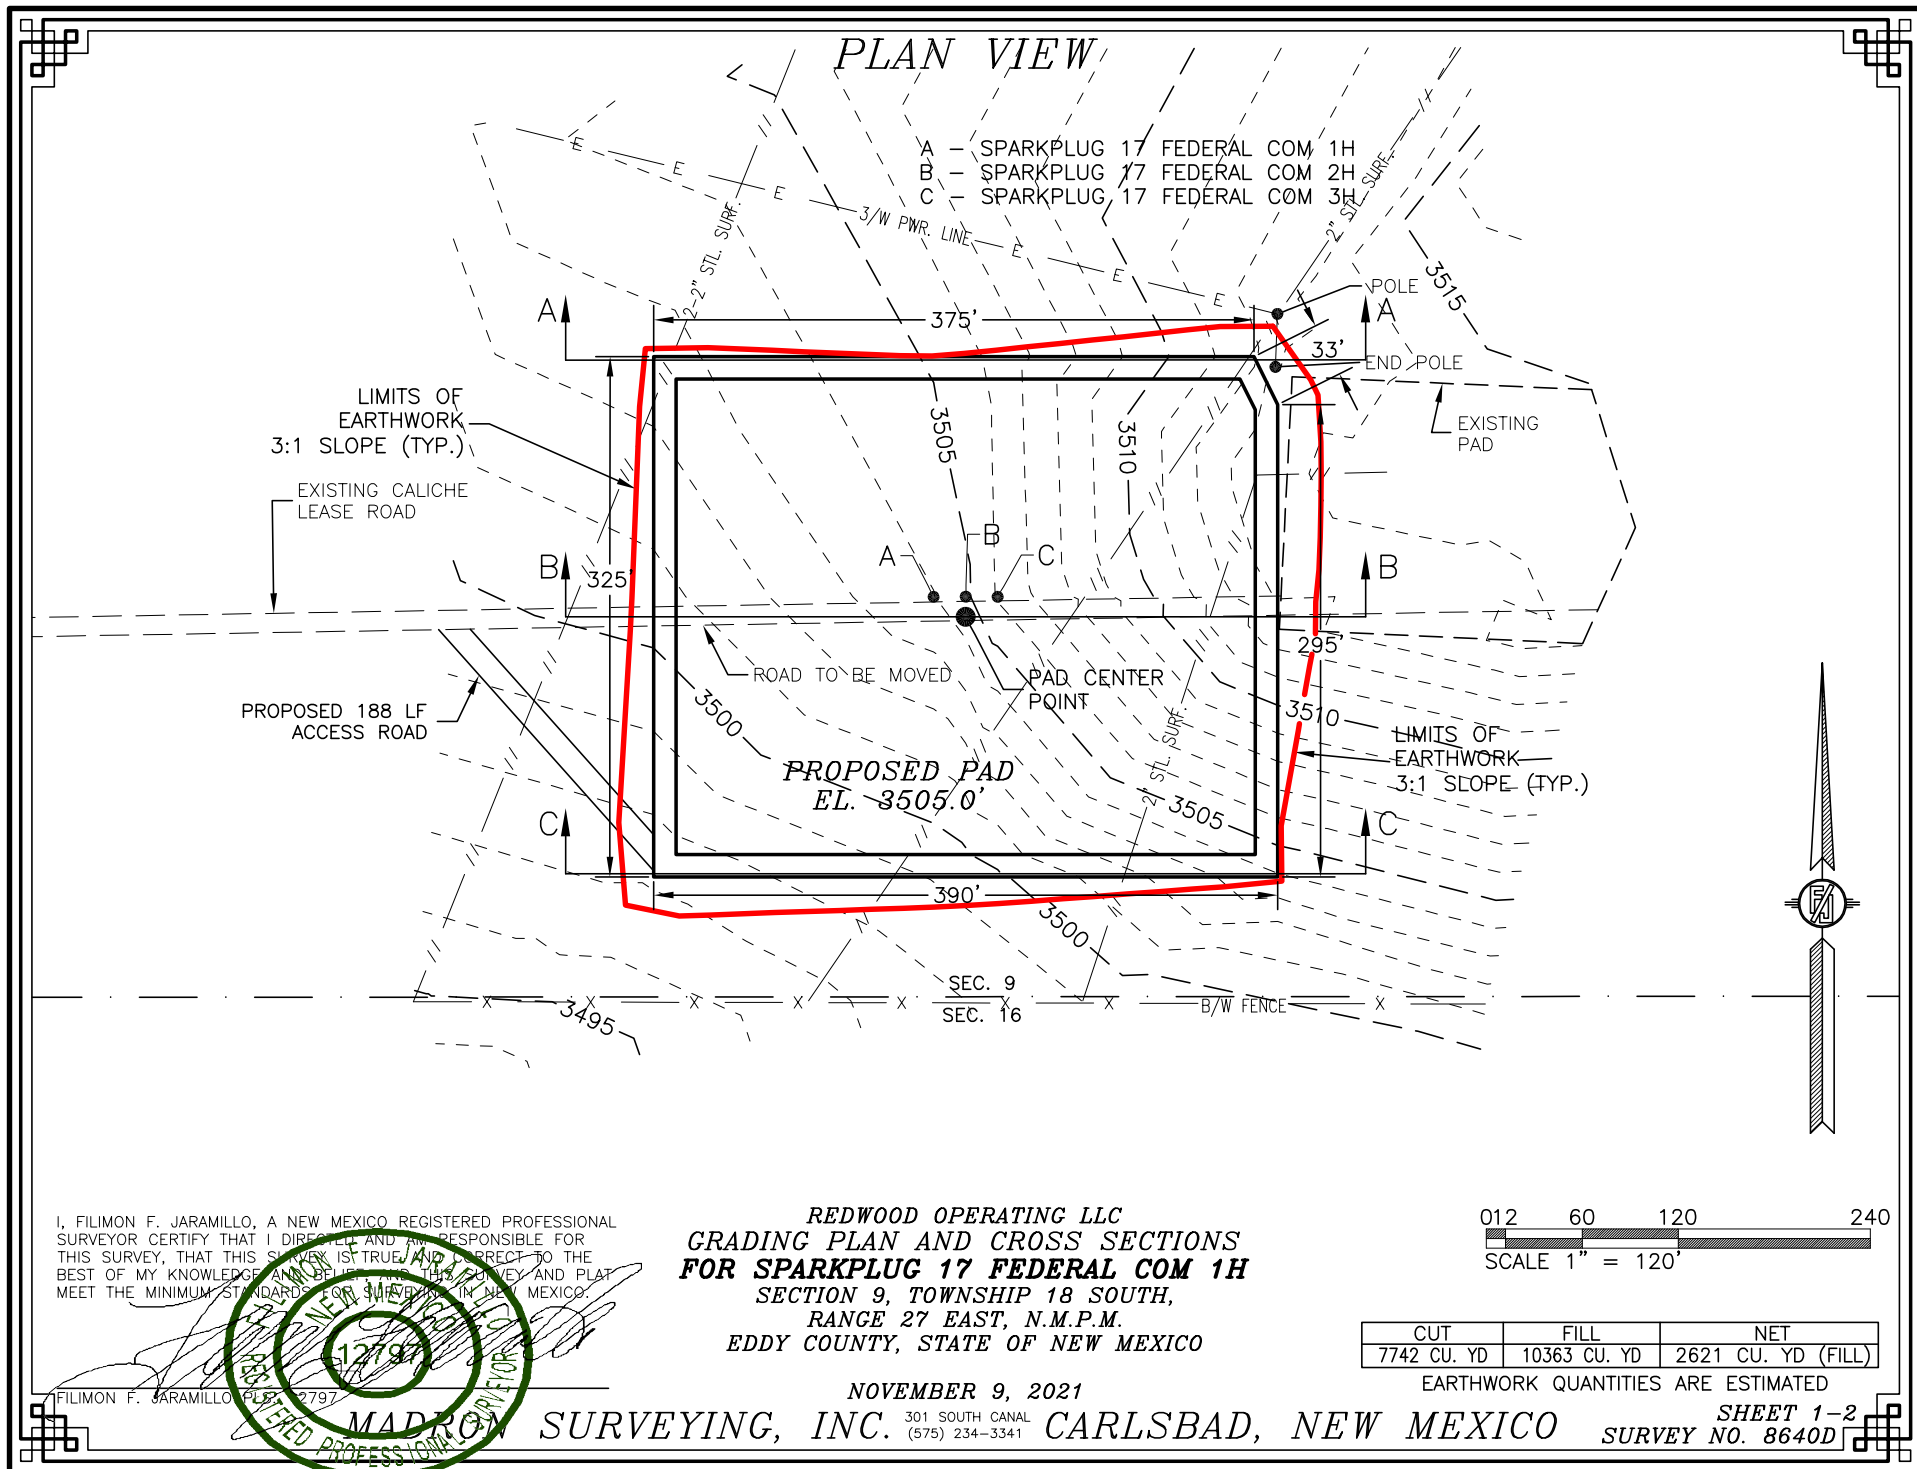 PLAN VIEW
A – SPARKPLUG 17 FEDERAL COM 1H
B – SPARKPLUG 17 FEDERAL COM 2H
C – SPARKPLUG 17 FEDERAL COM 3H
E
E
E
3/W PWR. LINE
E
E
E
2-2" STL. SURF.
2" STL. SURF.
3515
POLE
A
A
375'
33'
END POLE
LIMITS OF
EARTHWORK
3:1 SLOPE (TYP.)
3505
3510
EXISTING
PAD
EXISTING CALICHE
LEASE ROAD
A
B
C
B
B
325'
295'
ROAD TO BE MOVED
PAD CENTER
POINT
PROPOSED 188 LF
ACCESS ROAD
3500
2" STL. SURF.
3510
LIMITS OF
EARTHWORK
3:1 SLOPE (TYP.)
PROPOSED PAD
EL. 3505.0'
3505
C
C
390'
3500
SEC. 9
X X X X X X X B/W FENCE X
SEC. 16
3495
I, FILIMON F. JARAMILLO, A NEW MEXICO REGISTERED PROFESSIONAL
SURVEYOR CERTIFY THAT I DIRECTED AND AM RESPONSIBLE FOR
THIS SURVEY, THAT THIS SURVEY IS TRUE AND CORRECT TO THE
BEST OF MY KNOWLEDGE AND BELIEF, AND THIS SURVEY AND PLAT
MEET THE MINIMUM STANDARDS FOR SURVEYING IN NEW MEXICO.
FILIMON F. JARAMILLO
NEW MEXICO
12797
REGISTERED PROFESSIONAL SURVEYOR
FILIMON F. JARAMILLO PLS. 12797
REDWOOD OPERATING LLC
GRADING PLAN AND CROSS SECTIONS
FOR SPARKPLUG 17 FEDERAL COM 1H
SECTION 9, TOWNSHIP 18 SOUTH,
RANGE 27 EAST, N.M.P.M.
EDDY COUNTY, STATE OF NEW MEXICO
NOVEMBER 9, 2021
012 60 120 240
SCALE 1" = 120'
CUT FILL NET
7742 CU. YD 10363 CU. YD 2621 CU. YD (FILL)
EARTHWORK QUANTITIES ARE ESTIMATED
MADRON SURVEYING, INC. 301 SOUTH CANAL (575) 234-3341 CARLSBAD, NEW MEXICO
SHEET 1-2
SURVEY NO. 8640D